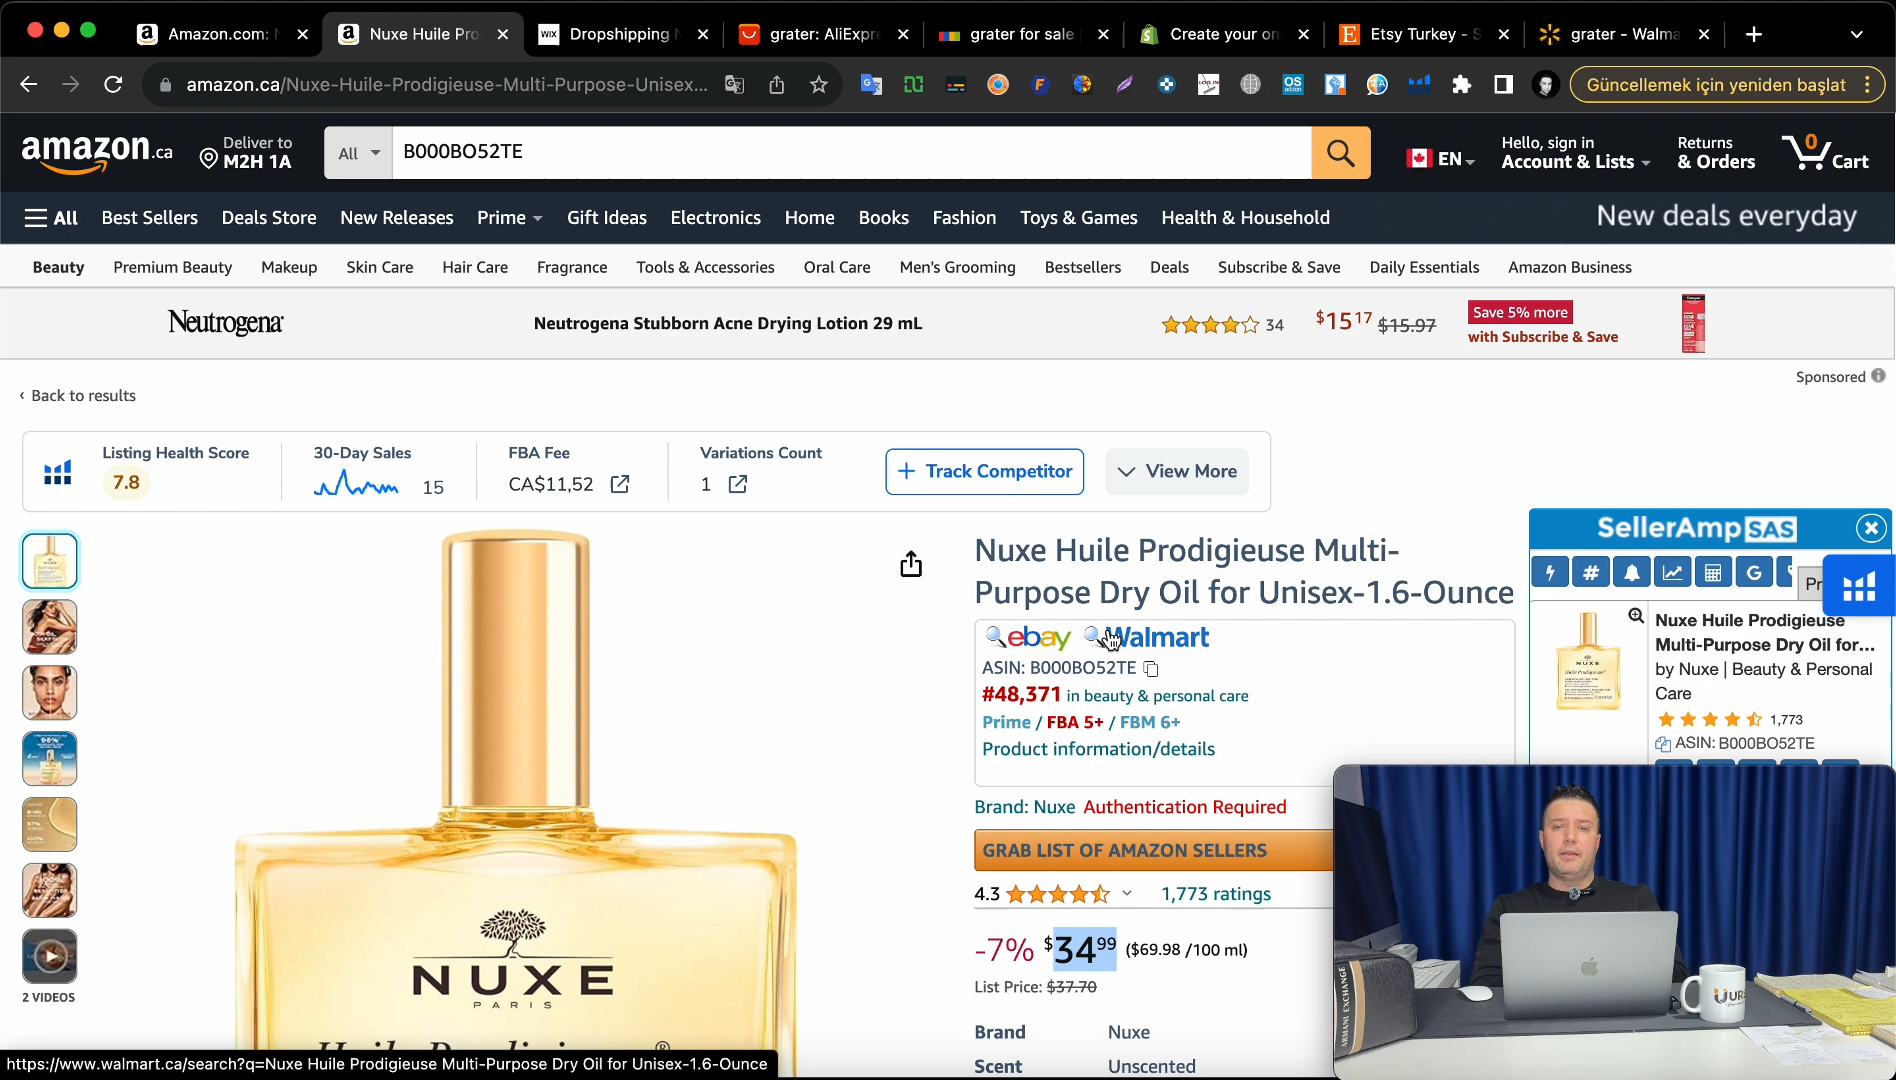 Amazon.com: N
Nuxe Huile Pro
WIX
Dropshipping N
grater: AliExpre
grater for sale
Create your on
Etsy Turkey - S
grater - Walma
amazon.ca/Nuxe-Huile-Prodigieuse-Multi-Purpose-Unisex...
LOG IN
OS addon
Güncellemek için yeniden başlat
amazon.ca
Deliver to
M2H 1A
All
B000BO52TE
EN
Hello, sign in
Account & Lists
Returns
& Orders
0
Cart
All
Best Sellers
Deals Store
New Releases
Prime
Gift Ideas
Electronics
Home
Books
Fashion
Toys & Games
Health & Household
New deals everyday
Beauty
Premium Beauty
Makeup
Skin Care
Hair Care
Fragrance
Tools & Accessories
Oral Care
Men's Grooming
Bestsellers
Deals
Subscribe & Save
Daily Essentials
Amazon Business
Neutrogena
Neutrogena Stubborn Acne Drying Lotion 29 mL
34
$15.17 $15.97
Save 5% more
with Subscribe & Save
Sponsored
‹ Back to results
Listing Health Score
7.8
30-Day Sales
15
FBA Fee
CA$11,52
Variations Count
1
+ Track Competitor
View More
2 VIDEOS
NUXE
PARIS
Huile Prodigieuse®
Nuxe Huile Prodigieuse Multi-
Purpose Dry Oil for Unisex-1.6-Ounce
ebay
Walmart
ASIN: B000BO52TE
#48,371 in beauty & personal care
Prime / FBA 5+ / FBM 6+
Product information/details
Brand: Nuxe Authentication Required
GRAB LIST OF AMAZON SELLERS
4.3
1,773 ratings
-7% $34.99 ($69.98 /100 ml)
List Price: $37.70
Brand Nuxe
Scent Unscented
SellerAmp SAS
Pr
Nuxe Huile Prodigieuse
Multi-Purpose Dry Oil for...
by Nuxe | Beauty & Personal
Care
1,773
ASIN: B000BO52TE
ARMANI EXCHANGE
https://www.walmart.ca/search?q=Nuxe Huile Prodigieuse Multi-Purpose Dry Oil for Unisex-1.6-Ounce